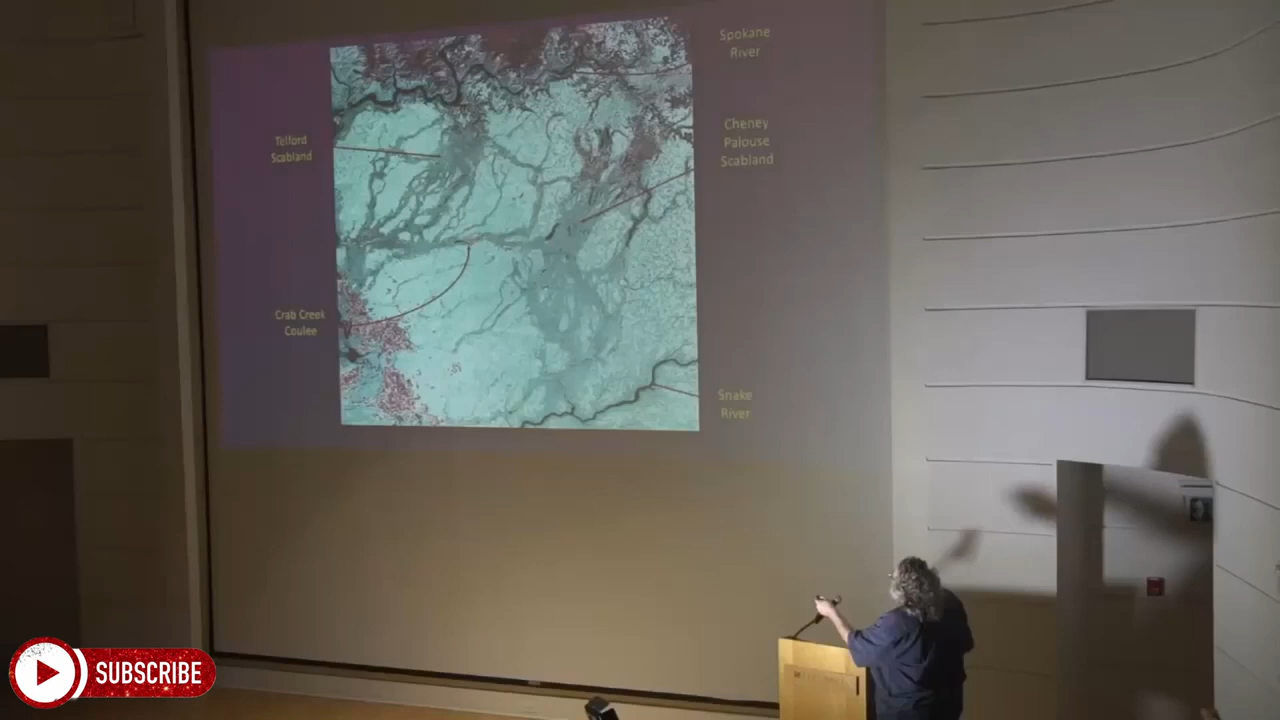 Spokane
River
Telford
Scabland
Cheney
Palouse
Scabland
Crab Creek
Coulee
Snake
River
SUBSCRIBE